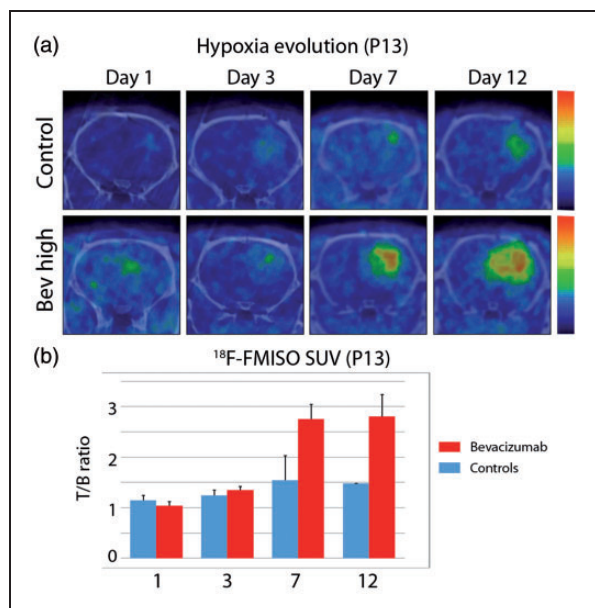 (a)
Hypoxia evolution (P13)
Day 1 Day 3 Day 7 Day 12
Control
Bev high
(b)
¹⁸F-FMISO SUV (P13)
T/B ratio
3
2
1
0
1 3 7 12
Bevacizumab
Controls